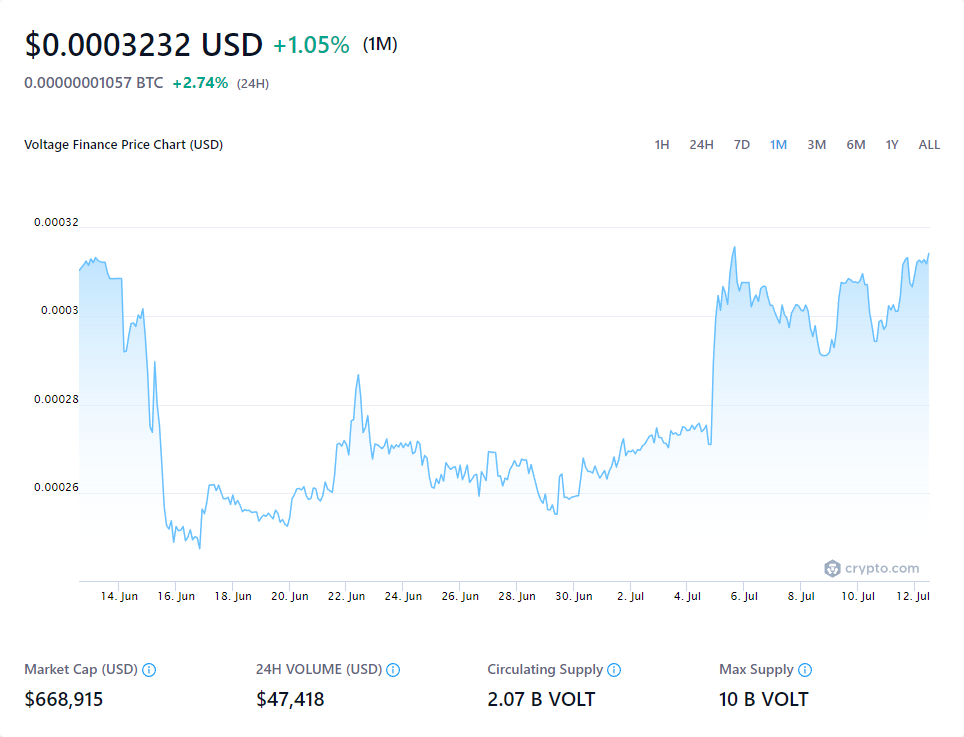 $0.0003232 USD +1.05% (1M)
0.00000001057 BTC +2.74% (24H)
Voltage Finance Price Chart (USD) 1H 24H 7D 1M 3M 6M 1Y ALL
0.00032
0.0003
0.00028
0.00026
crypto.com
14. Jun 16. Jun 18. Jun 20. Jun 22. Jun 24. Jun 26. Jun 28. Jun 30. Jun 2. Jul 4. Jul 6. Jul 8. Jul 10. Jul 12. Jul
Market Cap (USD) 24H VOLUME (USD) Circulating Supply Max Supply
$668,915 $47,418 2.07 B VOLT 10 B VOLT